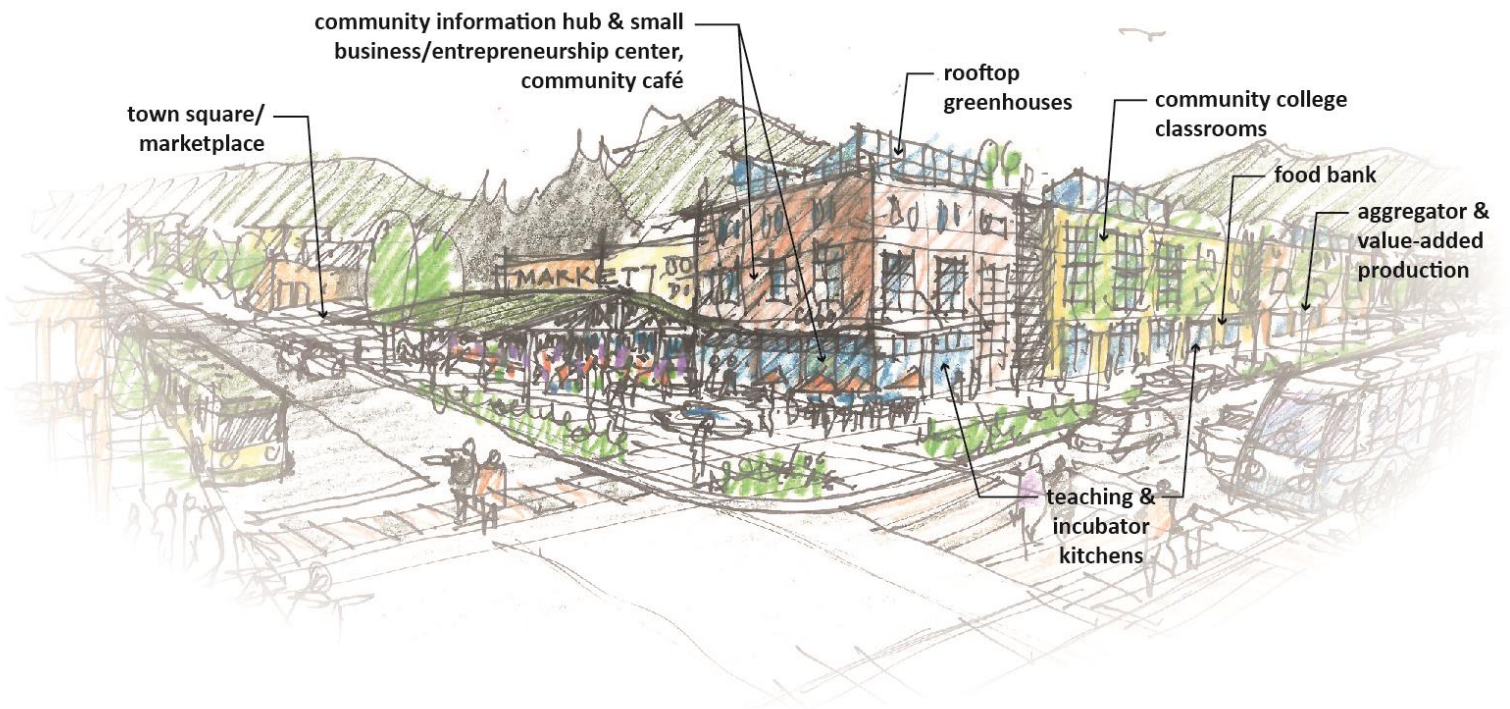 community information hub & small
business/entrepreneurship center,
community café
rooftop
greenhouses
community college
classrooms
town square/
marketplace
food bank
aggregator &
value-added
production
MARKET
teaching &
incubator
kitchens